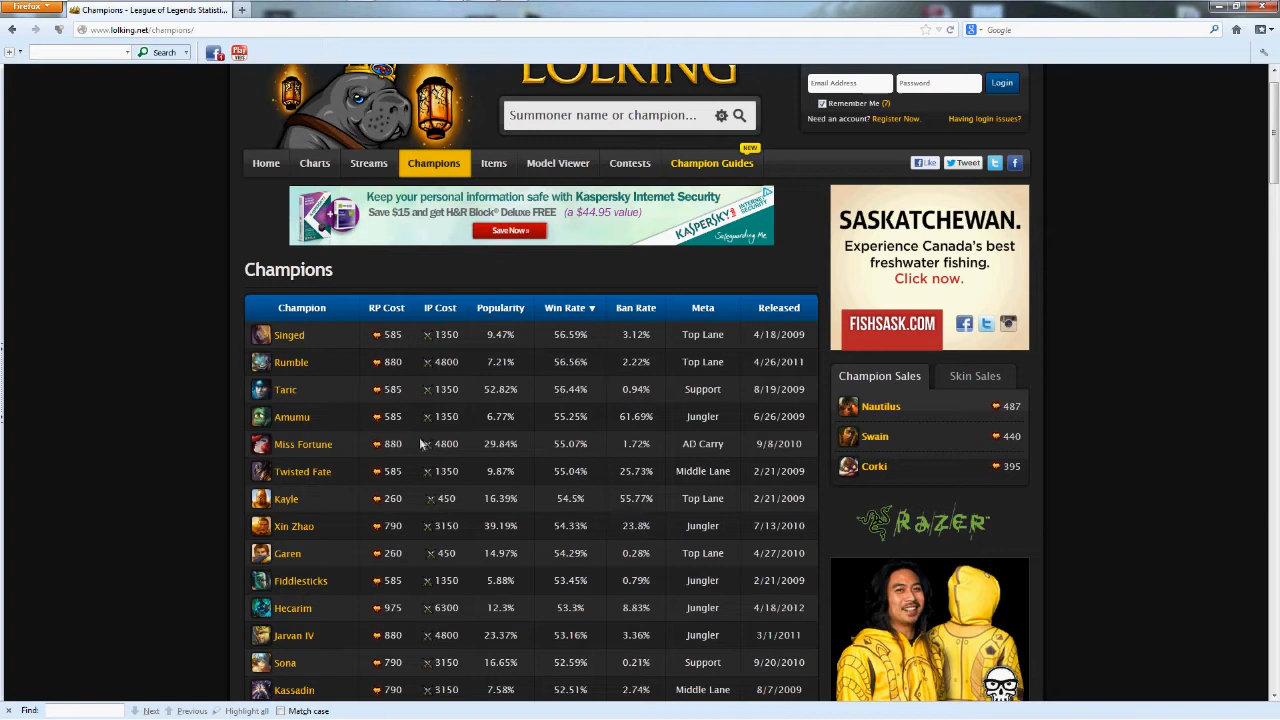 Firefox
Champions - League of Legends Statisti...
www.lolking.net/champions/
Google
Search
LOLKING
Email Address
Password
Login
Remember Me (?)
Need an account? Register Now.
Having login issues?
Summoner name or champion...
Home
Charts
Streams
Champions
Items
Model Viewer
Contests
Champion Guides
NEW
Like
Tweet
Keep your personal information safe with Kaspersky Internet Security
Save $15 and get H&R Block® Deluxe FREE (a $44.95 value)
Save Now »
KASPERSKY
INTERNET SECURITY
Safeguarding Me
SASKATCHEWAN.
Experience Canada's best
freshwater fishing.
Click now.
FISHSASK.COM
Champions
Champion RP Cost IP Cost Popularity Win Rate ▼ Ban Rate Meta Released
Singed 585 1350 9.47% 56.59% 3.12% Top Lane 4/18/2009
Rumble 880 4800 7.21% 56.56% 2.22% Top Lane 4/26/2011
Taric 585 1350 52.82% 56.44% 0.94% Support 8/19/2009
Amumu 585 1350 6.77% 55.25% 61.69% Jungler 6/26/2009
Miss Fortune 880 4800 29.84% 55.07% 1.72% AD Carry 9/8/2010
Twisted Fate 585 1350 9.87% 55.04% 25.73% Middle Lane 2/21/2009
Kayle 260 450 16.39% 54.5% 55.77% Top Lane 2/21/2009
Xin Zhao 790 3150 39.19% 54.33% 23.8% Jungler 7/13/2010
Garen 260 450 14.97% 54.29% 0.28% Top Lane 4/27/2010
Fiddlesticks 585 1350 5.88% 53.45% 0.79% Jungler 2/21/2009
Hecarim 975 6300 12.3% 53.3% 8.83% Jungler 4/18/2012
Jarvan IV 880 4800 23.37% 53.16% 3.36% Jungler 3/1/2011
Sona 790 3150 16.65% 52.59% 0.21% Support 9/20/2010
Kassadin 790 3150 7.58% 52.51% 2.74% Middle Lane 8/7/2009
Champion Sales
Skin Sales
Nautilus 487
Swain 440
Corki 395
RAZER
Find:
Next
Previous
Highlight all
Match case